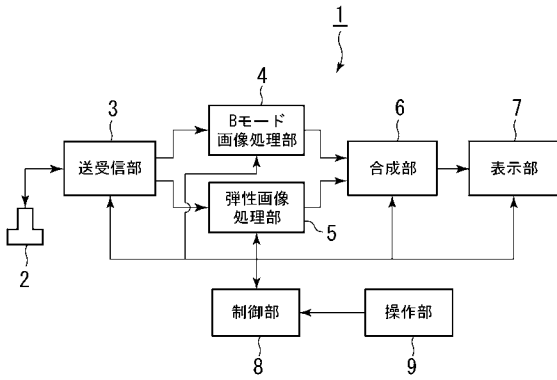 1
4
Bモード
画像処理部
3
送受信部
6
合成部
7
表示部
弾性画像
処理部
5
2
制御部
8
操作部
9